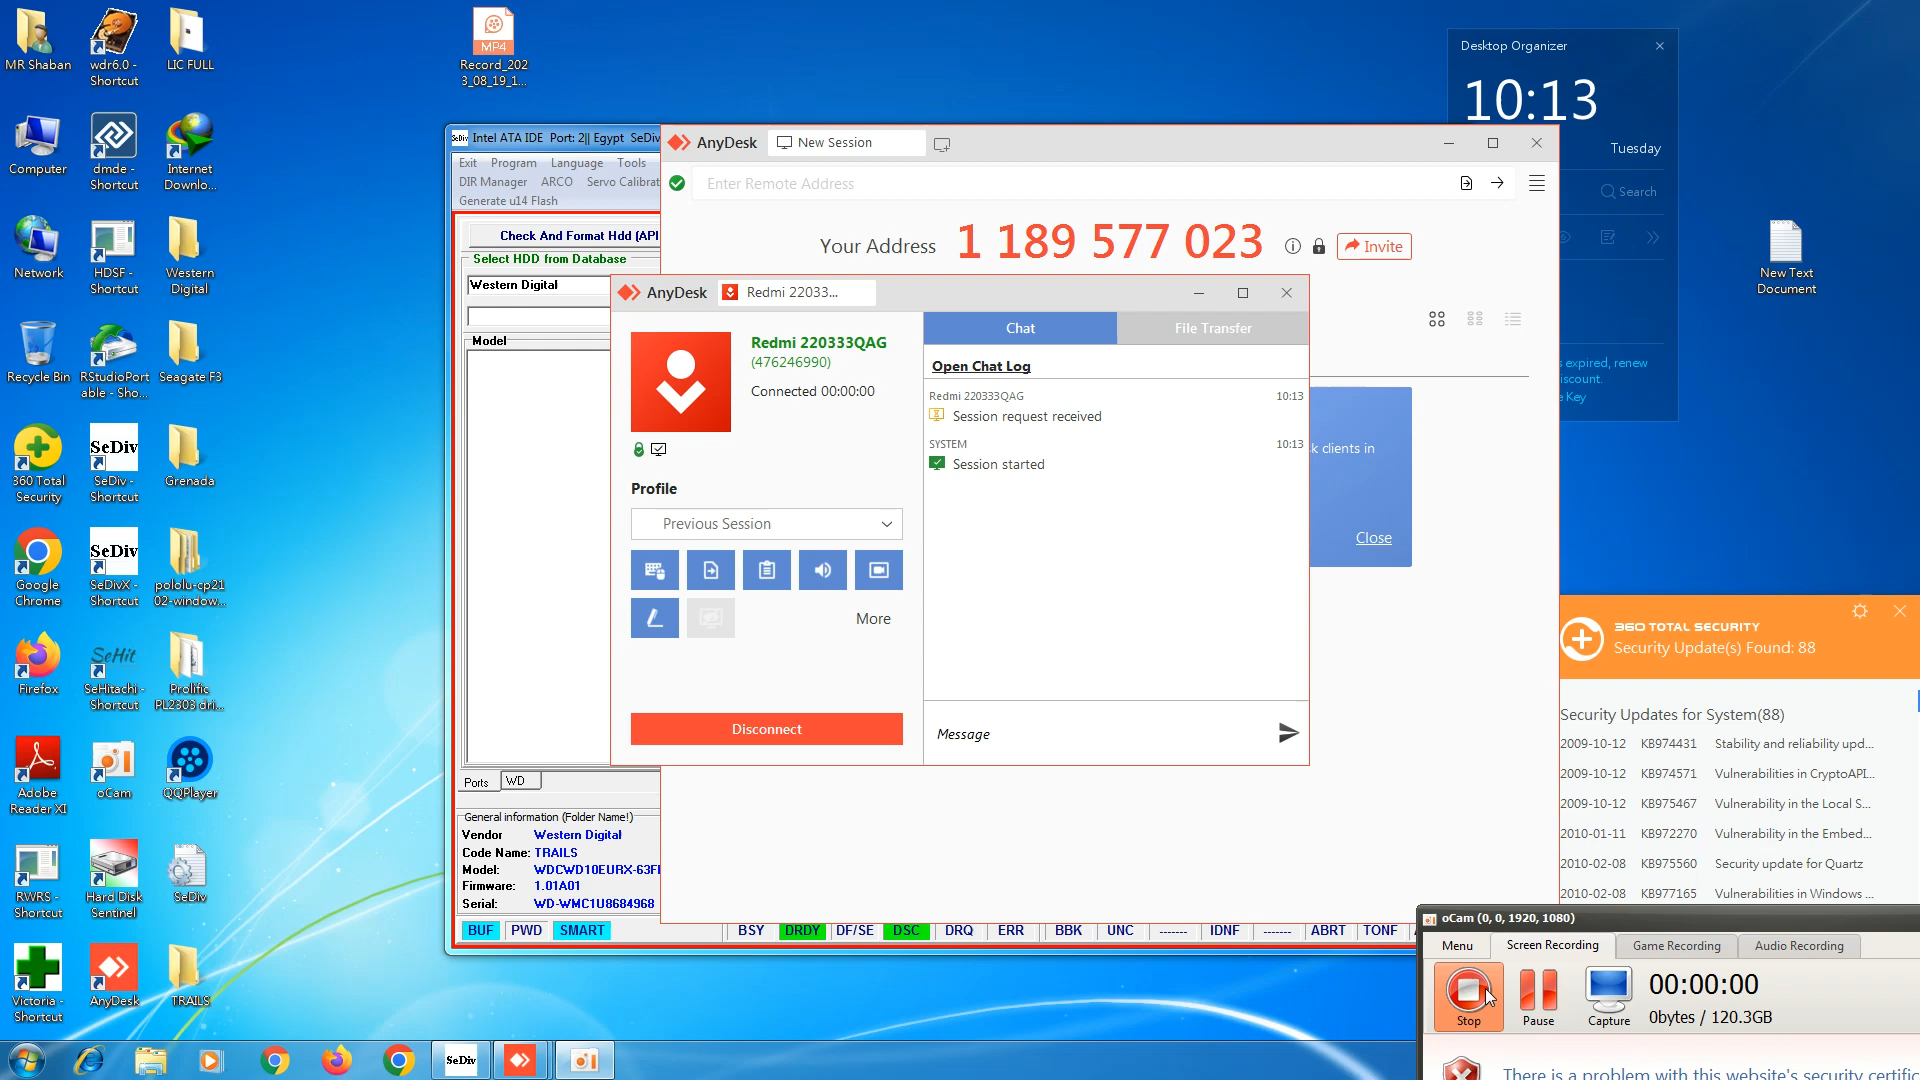 MR Shaban
wdr6.0 -
Shortcut
LIC FULL
MP4
Record_202
3_08_19_1...
Computer
dmde -
Shortcut
Internet
Downlo...
Network
HDSF -
Shortcut
Western
Digital
Recycle Bin
RStudioPort
able - Sho...
Seagate F3
360 Total
Security
SeDiv
SeDiv -
Shortcut
Grenada
Google
Chrome
SeDiv
SeDivX -
Shortcut
pololu-cp21
02-window...
Firefox
SeHit
SeHitachi -
Shortcut
Prolific
PL2303 dri...
Adobe
Reader XI
oCam
QQPlayer
RWRS -
Shortcut
Hard Disk
Sentinel
SeDiv
Victoria -
Shortcut
AnyDesk
TRAILS
SeDiv
Intel ATA IDE Port: 2|| Egypt SeDiv
Exit Program Language Tools
DIR Manager ARCO Servo Calibrat
Generate u14 Flash
Check And Format Hdd (API
Select HDD from Database
Western Digital
Model
Ports
WD
General information (Folder Name!)
Vendor Western Digital
Code Name: TRAILS
Model: WDCWD10EURX-63F
Firmware: 1.01A01
Serial: WD-WMC1U8684968
BUF PWD SMART BSY DRDY DF/SE DSC DRQ ERR BBK UNC ------- IDNF ------- ABRT TONF
AnyDesk
New Session
Enter Remote Address
Your Address
1 189 577 023
Invite
k clients in
Close
AnyDesk
Redmi 22033...
Redmi 220333QAG
(476246990)
Connected 00:00:00
Profile
Previous Session
More
Disconnect
Chat
File Transfer
Open Chat Log
Redmi 220333QAG 10:13
Session request received
SYSTEM 10:13
Session started
Message
Desktop Organizer
10:13
Tuesday
Search
s expired, renew
iscount.
e Key
New Text
Document
360 TOTAL SECURITY
Security Update(s) Found: 88
Security Updates for System(88)
2009-10-12 KB974431 Stability and reliability upd...
2009-10-12 KB974571 Vulnerabilities in CryptoAPI...
2009-10-12 KB975467 Vulnerability in the Local S...
2010-01-11 KB972270 Vulnerability in the Embed...
2010-02-08 KB975560 Security update for Quartz
2010-02-08 KB977165 Vulnerabilities in Windows ...
oCam (0, 0, 1920, 1080)
Menu
Screen Recording
Game Recording
Audio Recording
Stop
Pause
Capture
00:00:00
0bytes / 120.3GB
There is a problem with this website's security certific
SeDiv